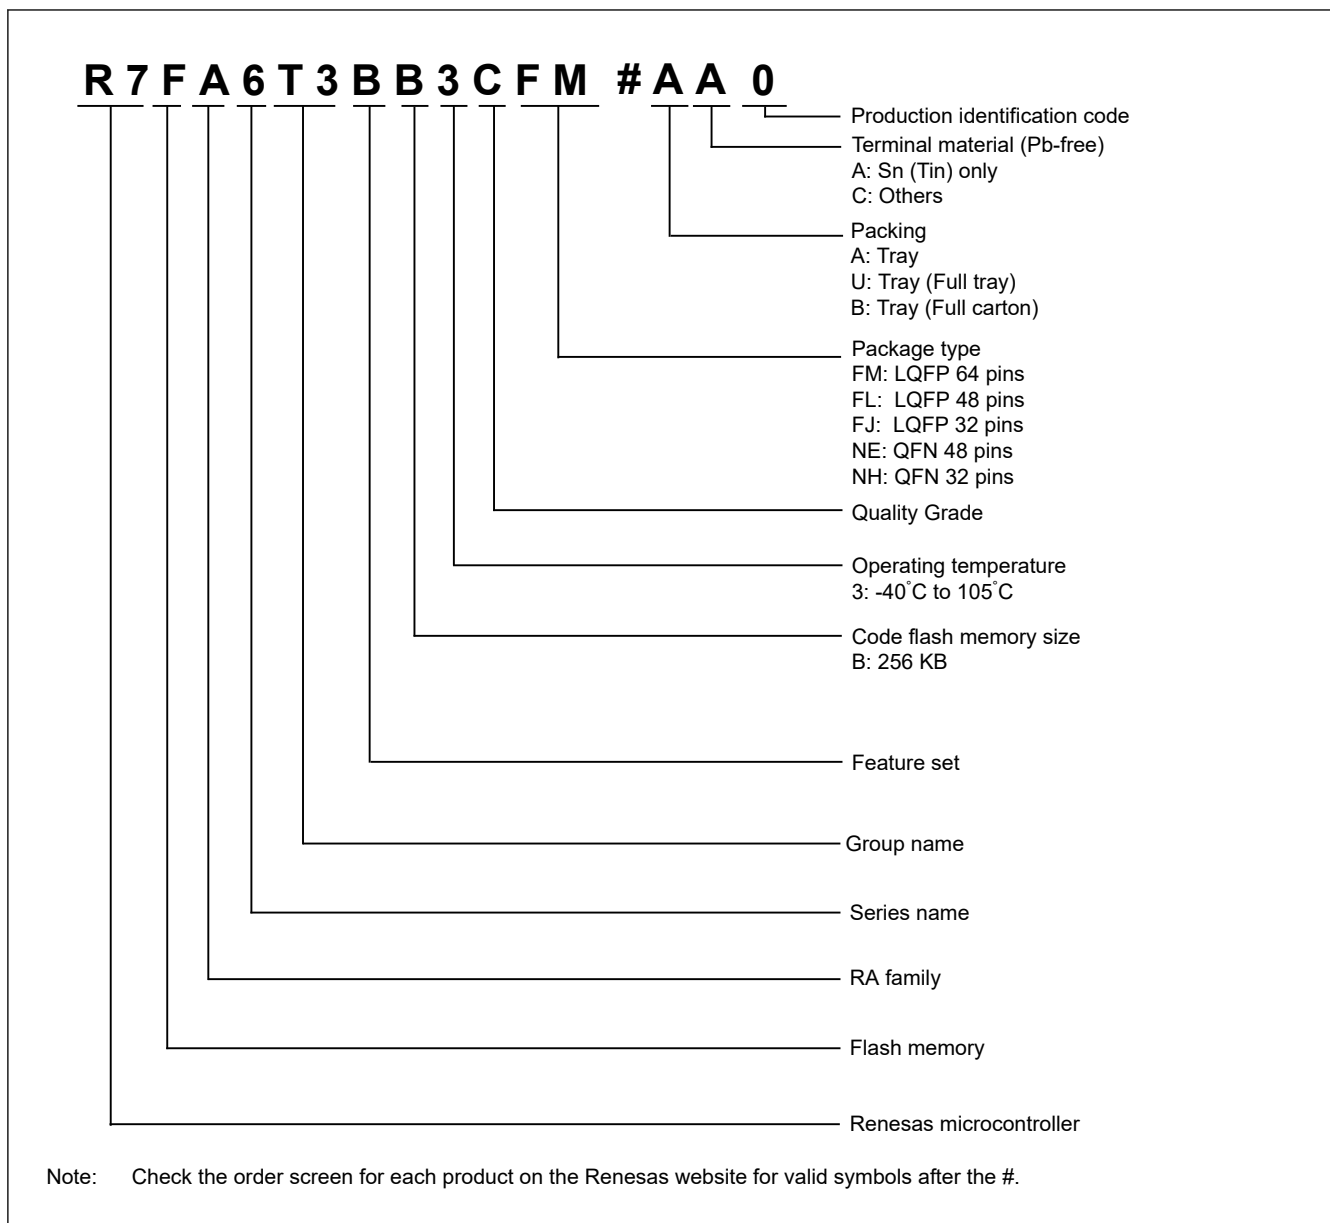 R7FA6T3BB3CFM #AA0
Production identification code
Terminal material (Pb-free)
A: Sn (Tin) only
C: Others
Packing
A: Tray
U: Tray (Full tray)
B: Tray (Full carton)
Package type
FM: LQFP 64 pins
FL: LQFP 48 pins
FJ: LQFP 32 pins
NE: QFN 48 pins
NH: QFN 32 pins
Quality Grade
Operating temperature
3: -40°C to 105°C
Code flash memory size
B: 256 KB
Feature set
Group name
Series name
RA family
Flash memory
Renesas microcontroller
Note: Check the order screen for each product on the Renesas website for valid symbols after the #.